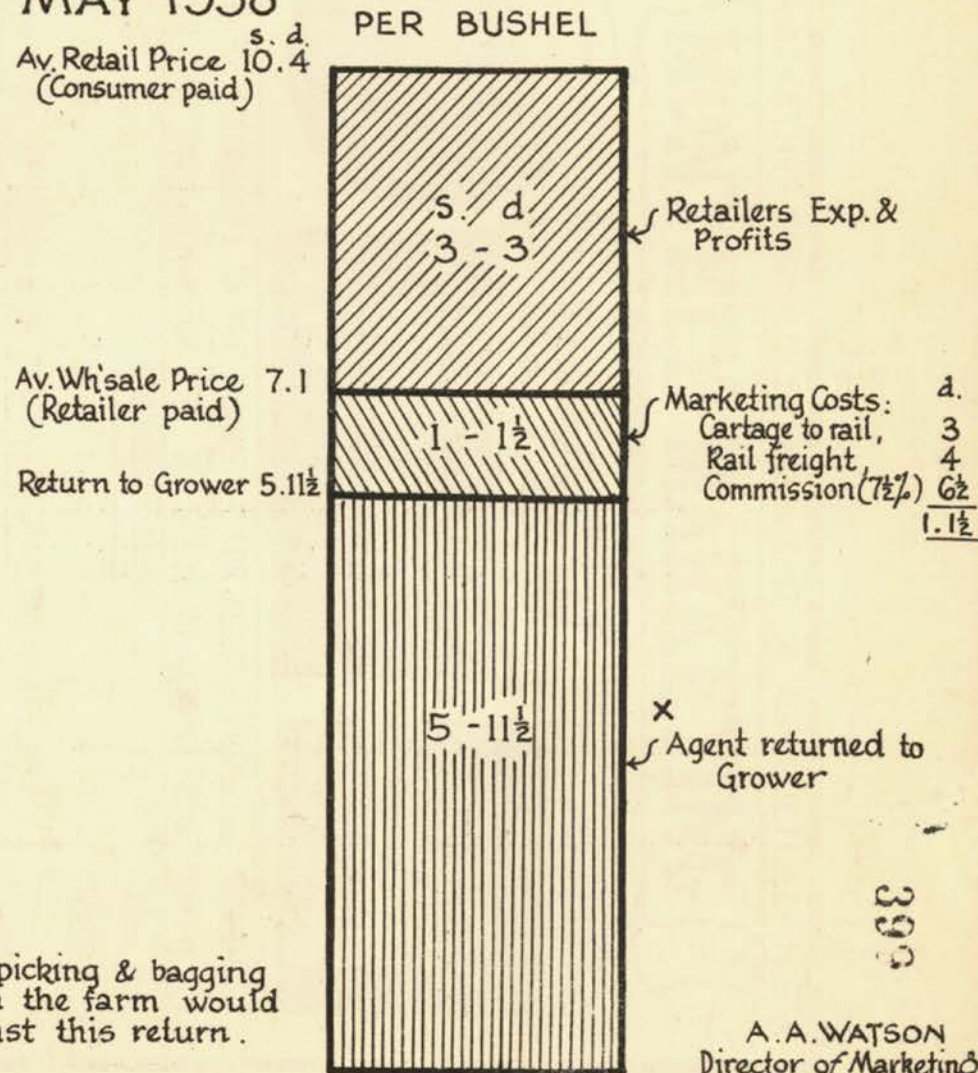 MAY 1938
PER BUSHEL
s. d.
Av. Retail Price 10.4
(Consumer paid)
s. d
3 - 3
Retailers Exp. &
Profits
Av. Wh'sale Price 7.1
(Retailer paid)
1 - 1½
Marketing Costs: d.
Cartage to rail, 3
Rail freight, 4
Commission (7½%) 6½
1.1½
Return to Grower 5.11½
5 - 11½
x
Agent returned to
Grower
picking & bagging
the farm would
this return.
A.A. WATSON
Director of Marketing